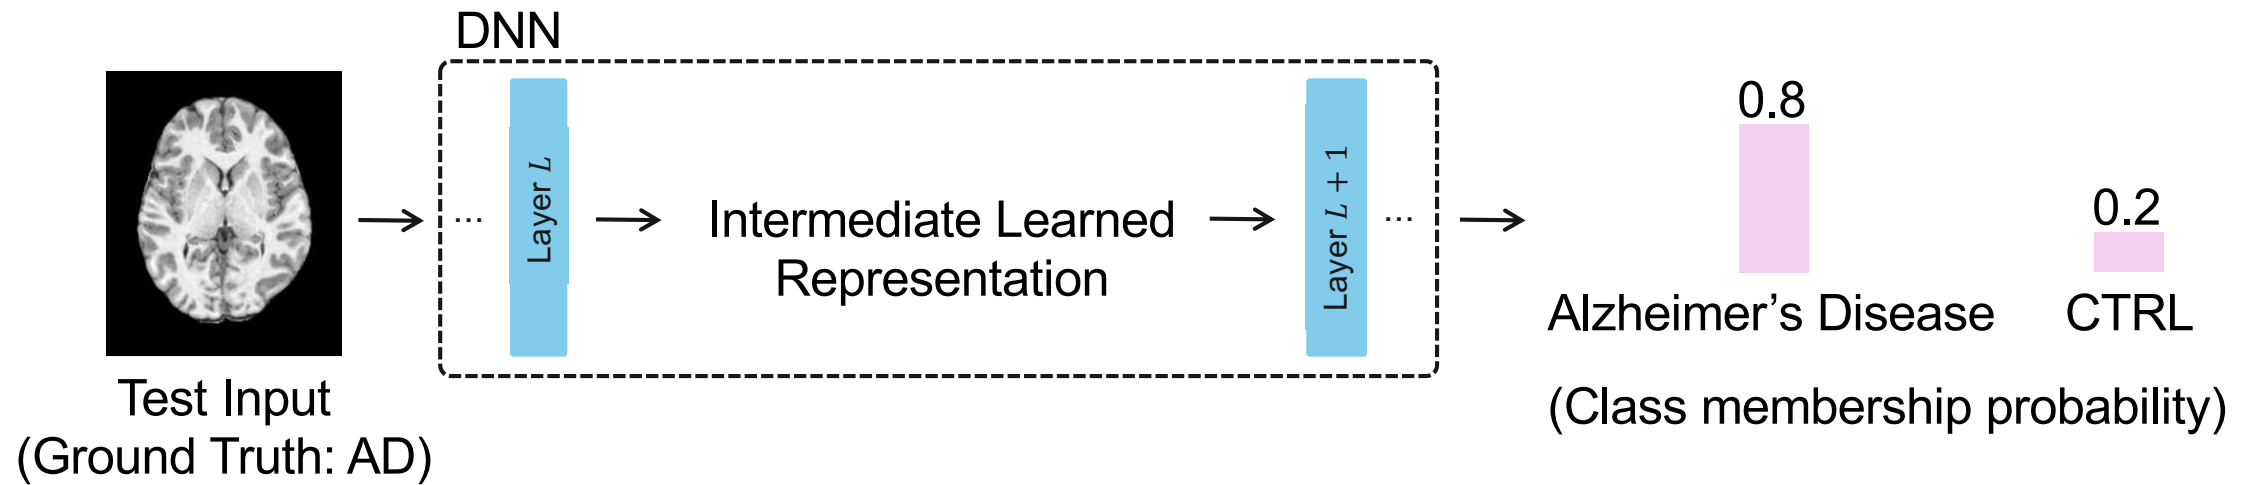 DNN
Test Input
(Ground Truth: AD)
...
Layer L
Intermediate Learned
Representation
Layer L + 1
...
0.8
Alzheimer’s Disease
0.2
CTRL
(Class membership probability)